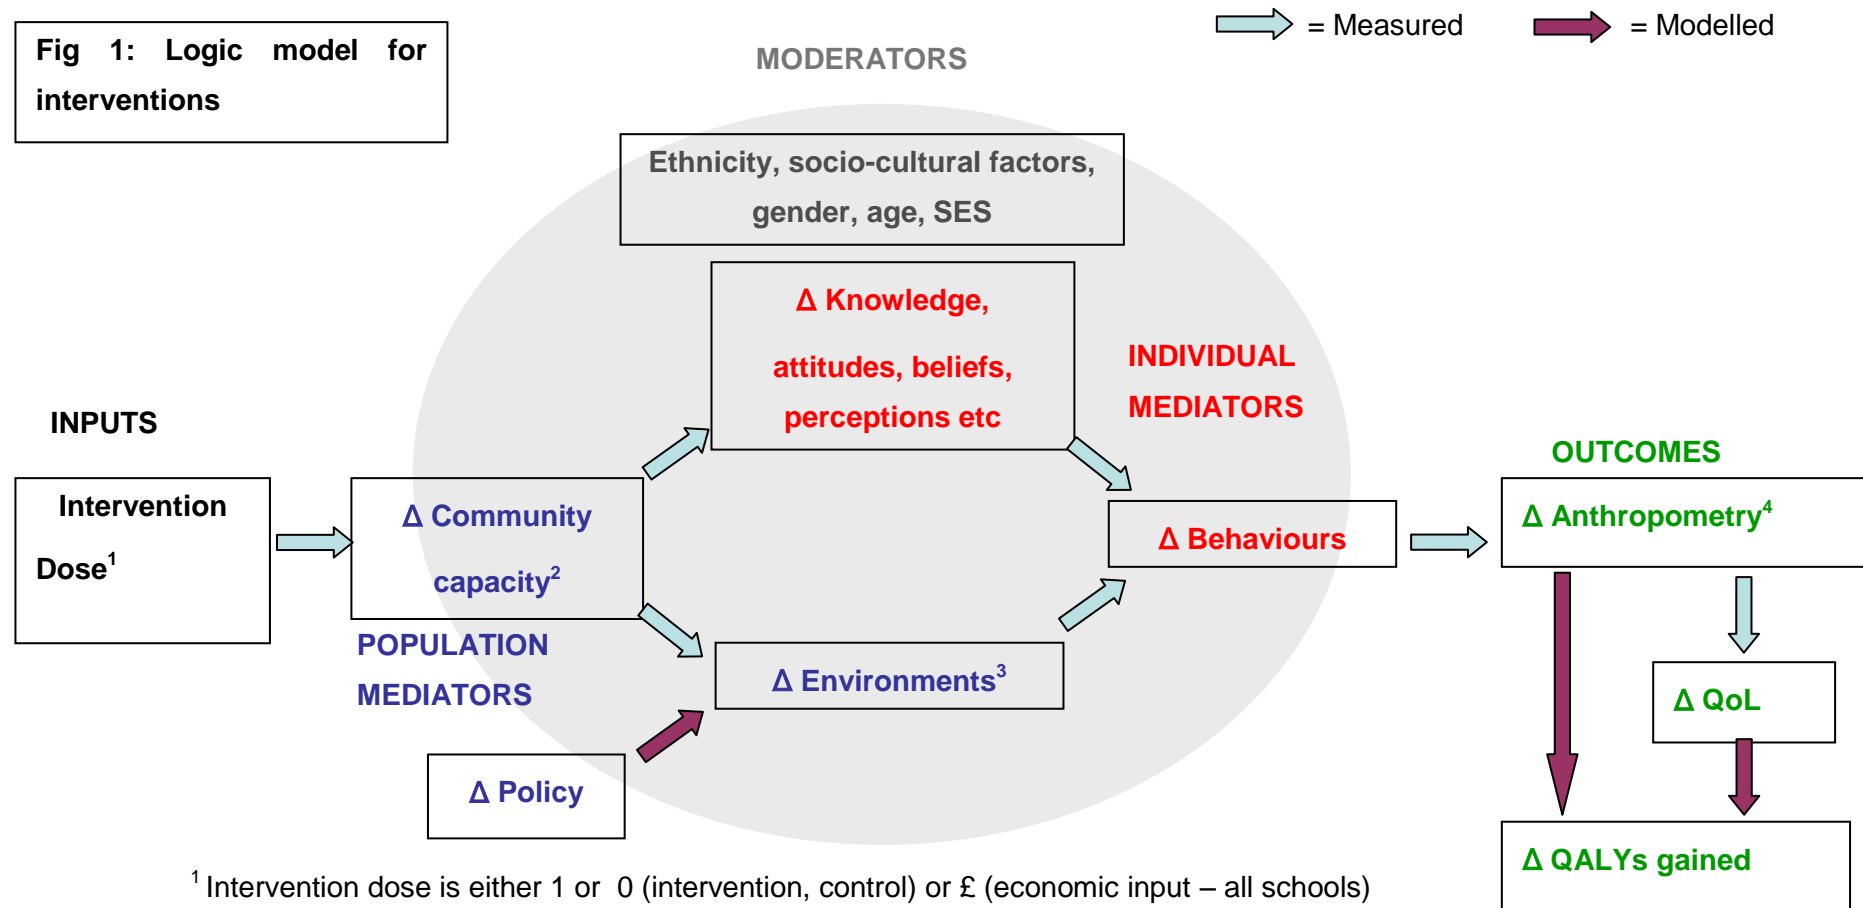 Fig 1: Logic model for
interventions
= Measured
= Modelled
MODERATORS
Ethnicity, socio-cultural factors,
gender, age, SES
Δ Knowledge,
attitudes, beliefs,
perceptions etc
INDIVIDUAL
MEDIATORS
INPUTS
Intervention
Dose¹
Δ Community
capacity²
POPULATION
MEDIATORS
Δ Environments³
Δ Policy
Δ Behaviours
OUTCOMES
Δ Anthropometry⁴
Δ QoL
Δ QALYs gained
¹ Intervention dose is either 1 or 0 (intervention, control) or £ (economic input – all schools)